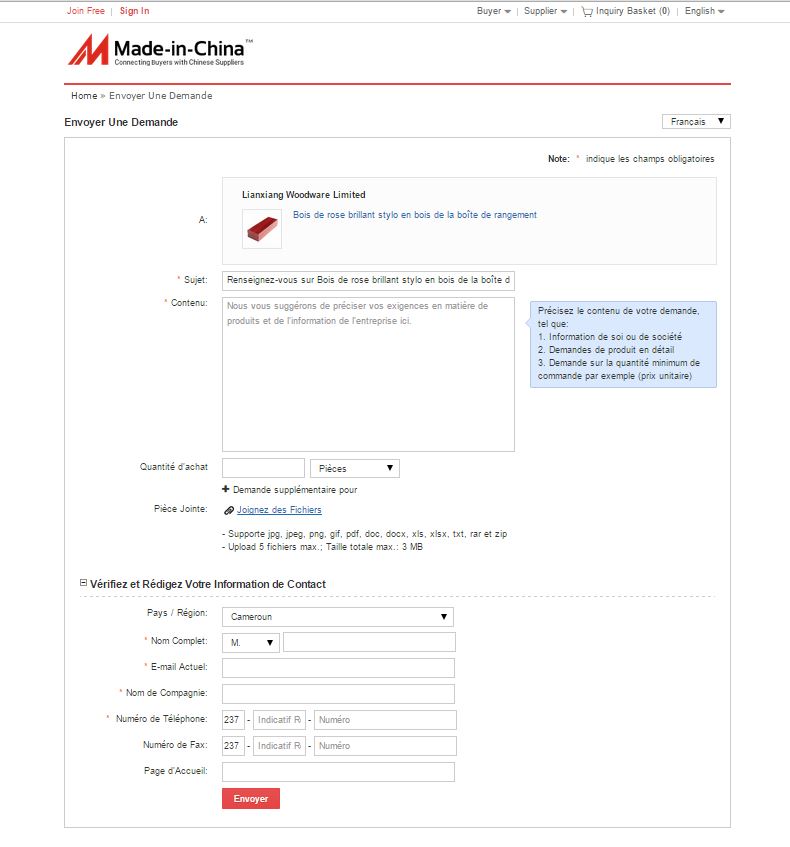 Join Free | Sign In
Buyer | Supplier | Inquiry Basket (0) | English
Made-in-China™
Connecting Buyers with Chinese Suppliers
Home » Envoyer Une Demande
Envoyer Une Demande
Français
Note: * indique les champs obligatoires
Lianxiang Woodware Limited
A:
Bois de rose brillant stylo en bois de la boîte de rangement
* Sujet:
Renseignez-vous sur Bois de rose brillant stylo en bois de la boîte d
* Contenu:
Nous vous suggérons de préciser vos exigences en matière de
produits et de l'information de l'entreprise ici.
Précisez le contenu de votre demande,
tel que:
1. Information de soi ou de société
2. Demandes de produit en détail
3. Demande sur la quantité minimum de
commande par exemple (prix unitaire)
Quantité d'achat
Pièces
+ Demande supplémentaire pour
Pièce Jointe:
Joignez des Fichiers
- Supporte jpg, jpeg, png, gif, pdf, doc, docx, xls, xlsx, txt, rar et zip
- Upload 5 fichiers max.; Taille totale max.: 3 MB
Vérifiez et Rédigez Votre Information de Contact
Pays / Région:
Cameroun
* Nom Complet:
M.
* E-mail Actuel:
* Nom de Compagnie:
* Numéro de Téléphone:
237 - Indicatif R - Numéro
Numéro de Fax:
237 - Indicatif R - Numéro
Page d'Accueil:
Envoyer